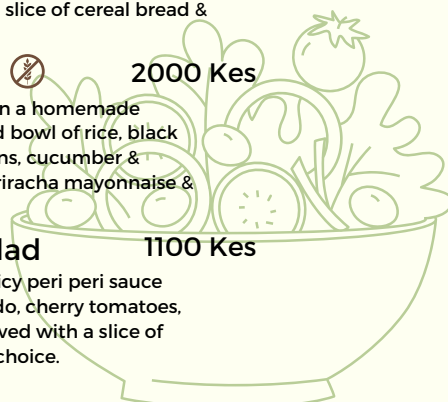 slice of cereal bread &
2000 Kes
n a homemade
d bowl of rice, black
ns, cucumber &
riracha mayonnaise &
lad 1100 Kes
icy peri peri sauce
do, cherry tomatoes,
ved with a slice of
choice.